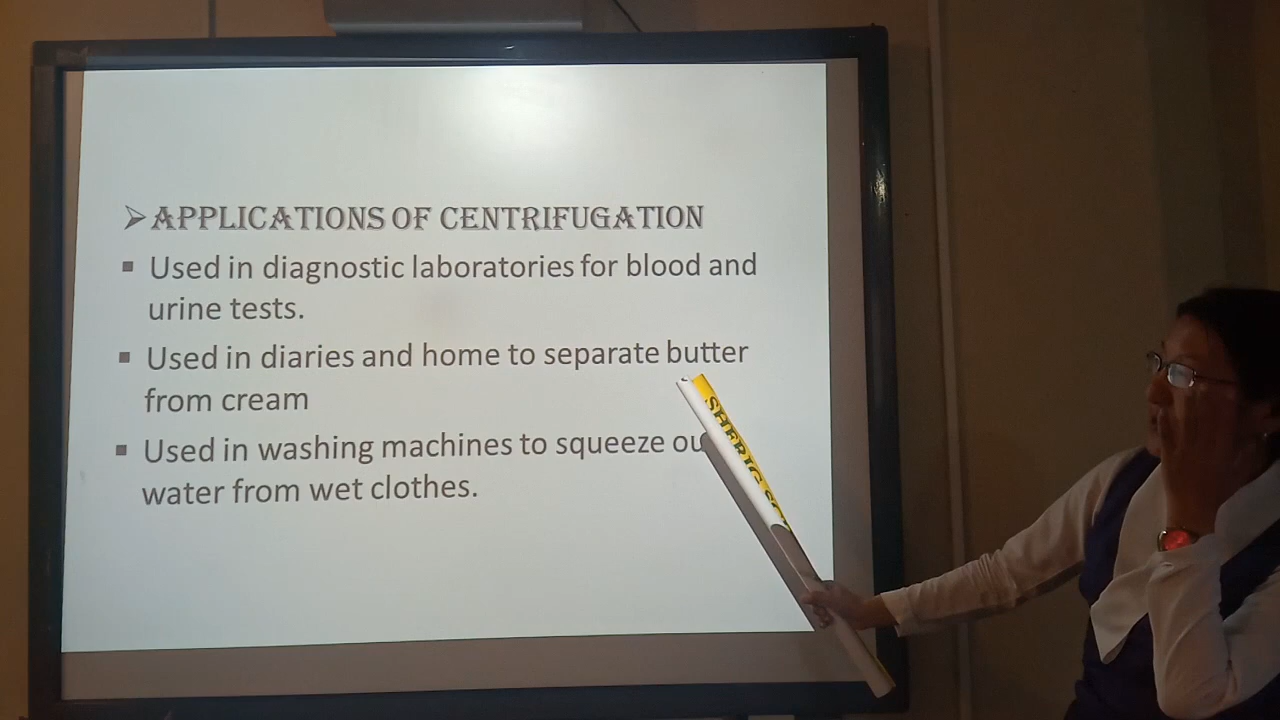 ➢ APPLICATIONS OF CENTRIFUGATION
▪ Used in diagnostic laboratories for blood and
urine tests.
▪ Used in diaries and home to separate butter
from cream
▪ Used in washing machines to squeeze ou
water from wet clothes.